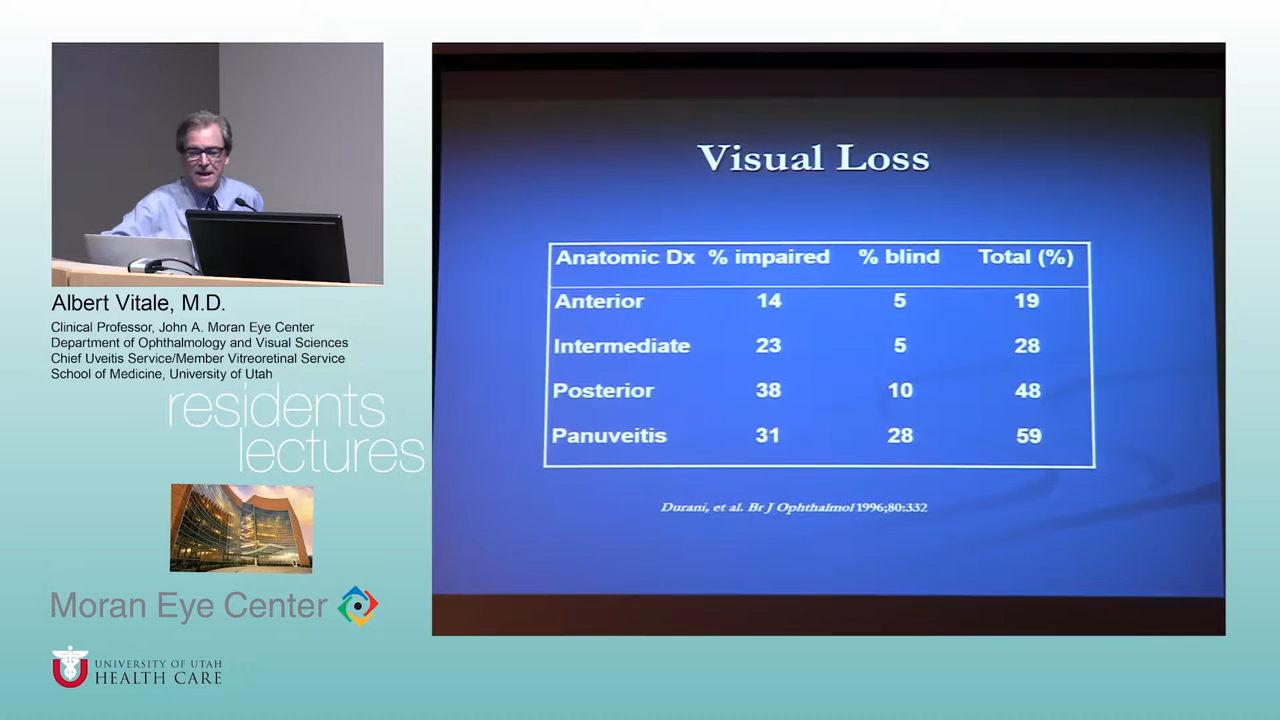 Visual Loss
Anatomic Dx % impaired % blind Total (%)
Anterior 14 5 19
Intermediate 23 5 28
Posterior 38 10 48
Panuveitis 31 28 59
Durani, et al. Br J Ophthalmol 1996;80:332
Albert Vitale, M.D.
Clinical Professor, John A. Moran Eye Center
Department of Ophthalmology and Visual Sciences
Chief Uveitis Service/Member Vitreoretinal Service
School of Medicine, University of Utah
residents
lectures
Moran Eye Center
U
UNIVERSITY OF UTAH
HEALTH CARE